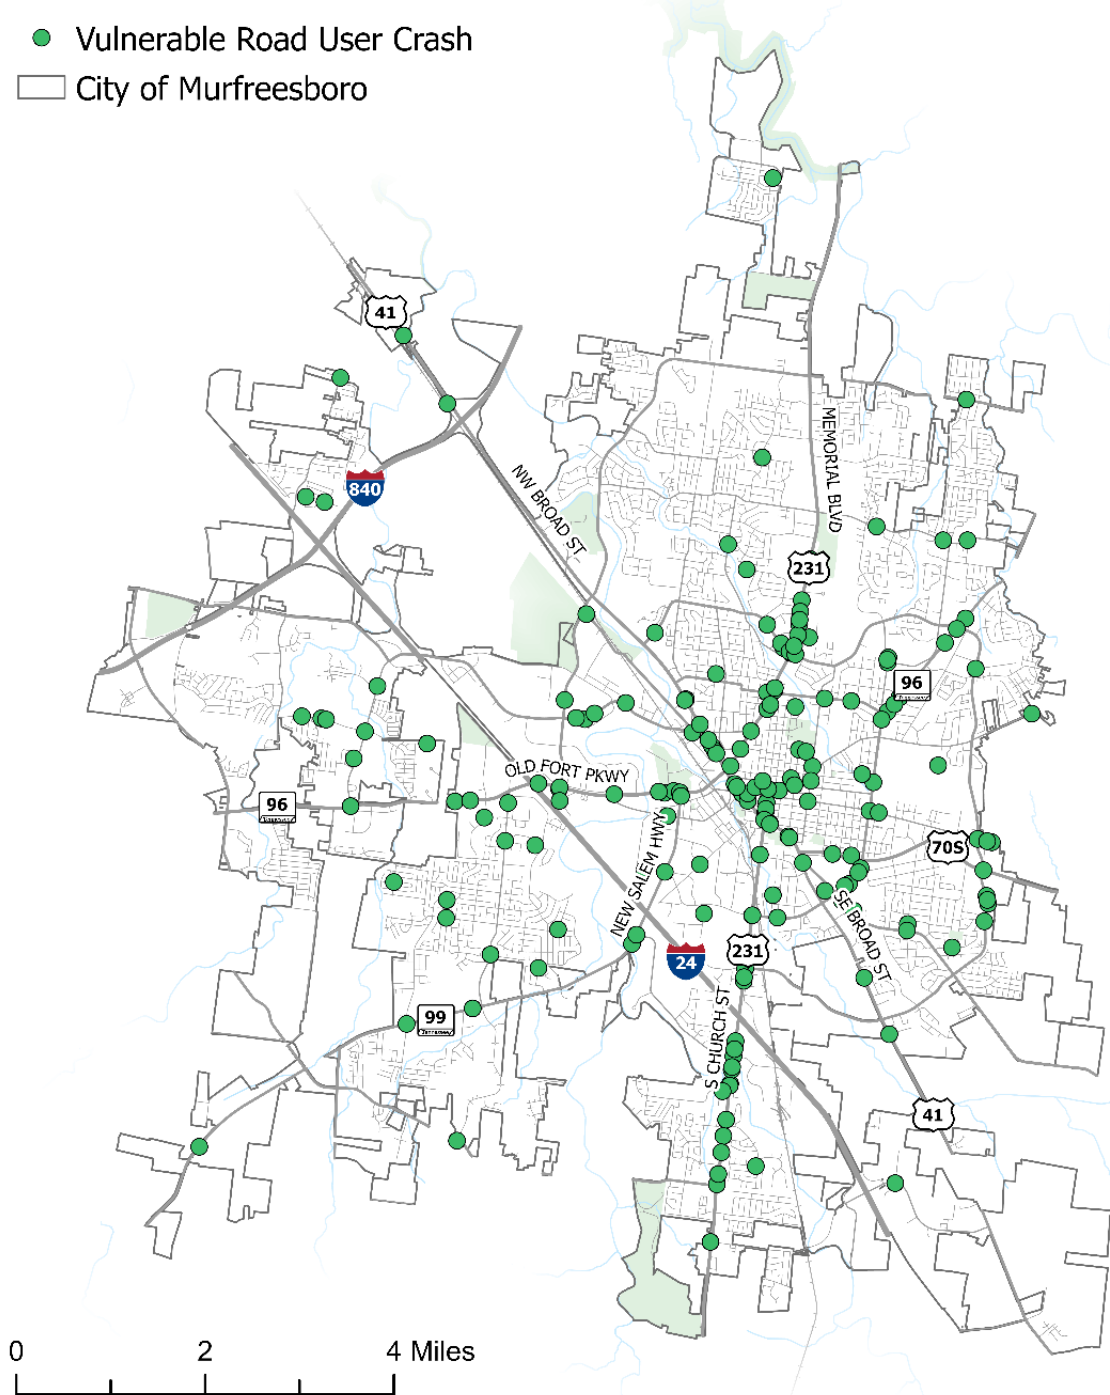 Vulnerable Road User Crash
City of Murfreesboro
41
840
NW BROAD ST
MEMORIAL BLVD
231
96
OLD FORT PKWY
96
NEW SALEM HWY
70S
SE BROAD ST
231
24
99
S CHURCH ST
41
0 2 4 Miles